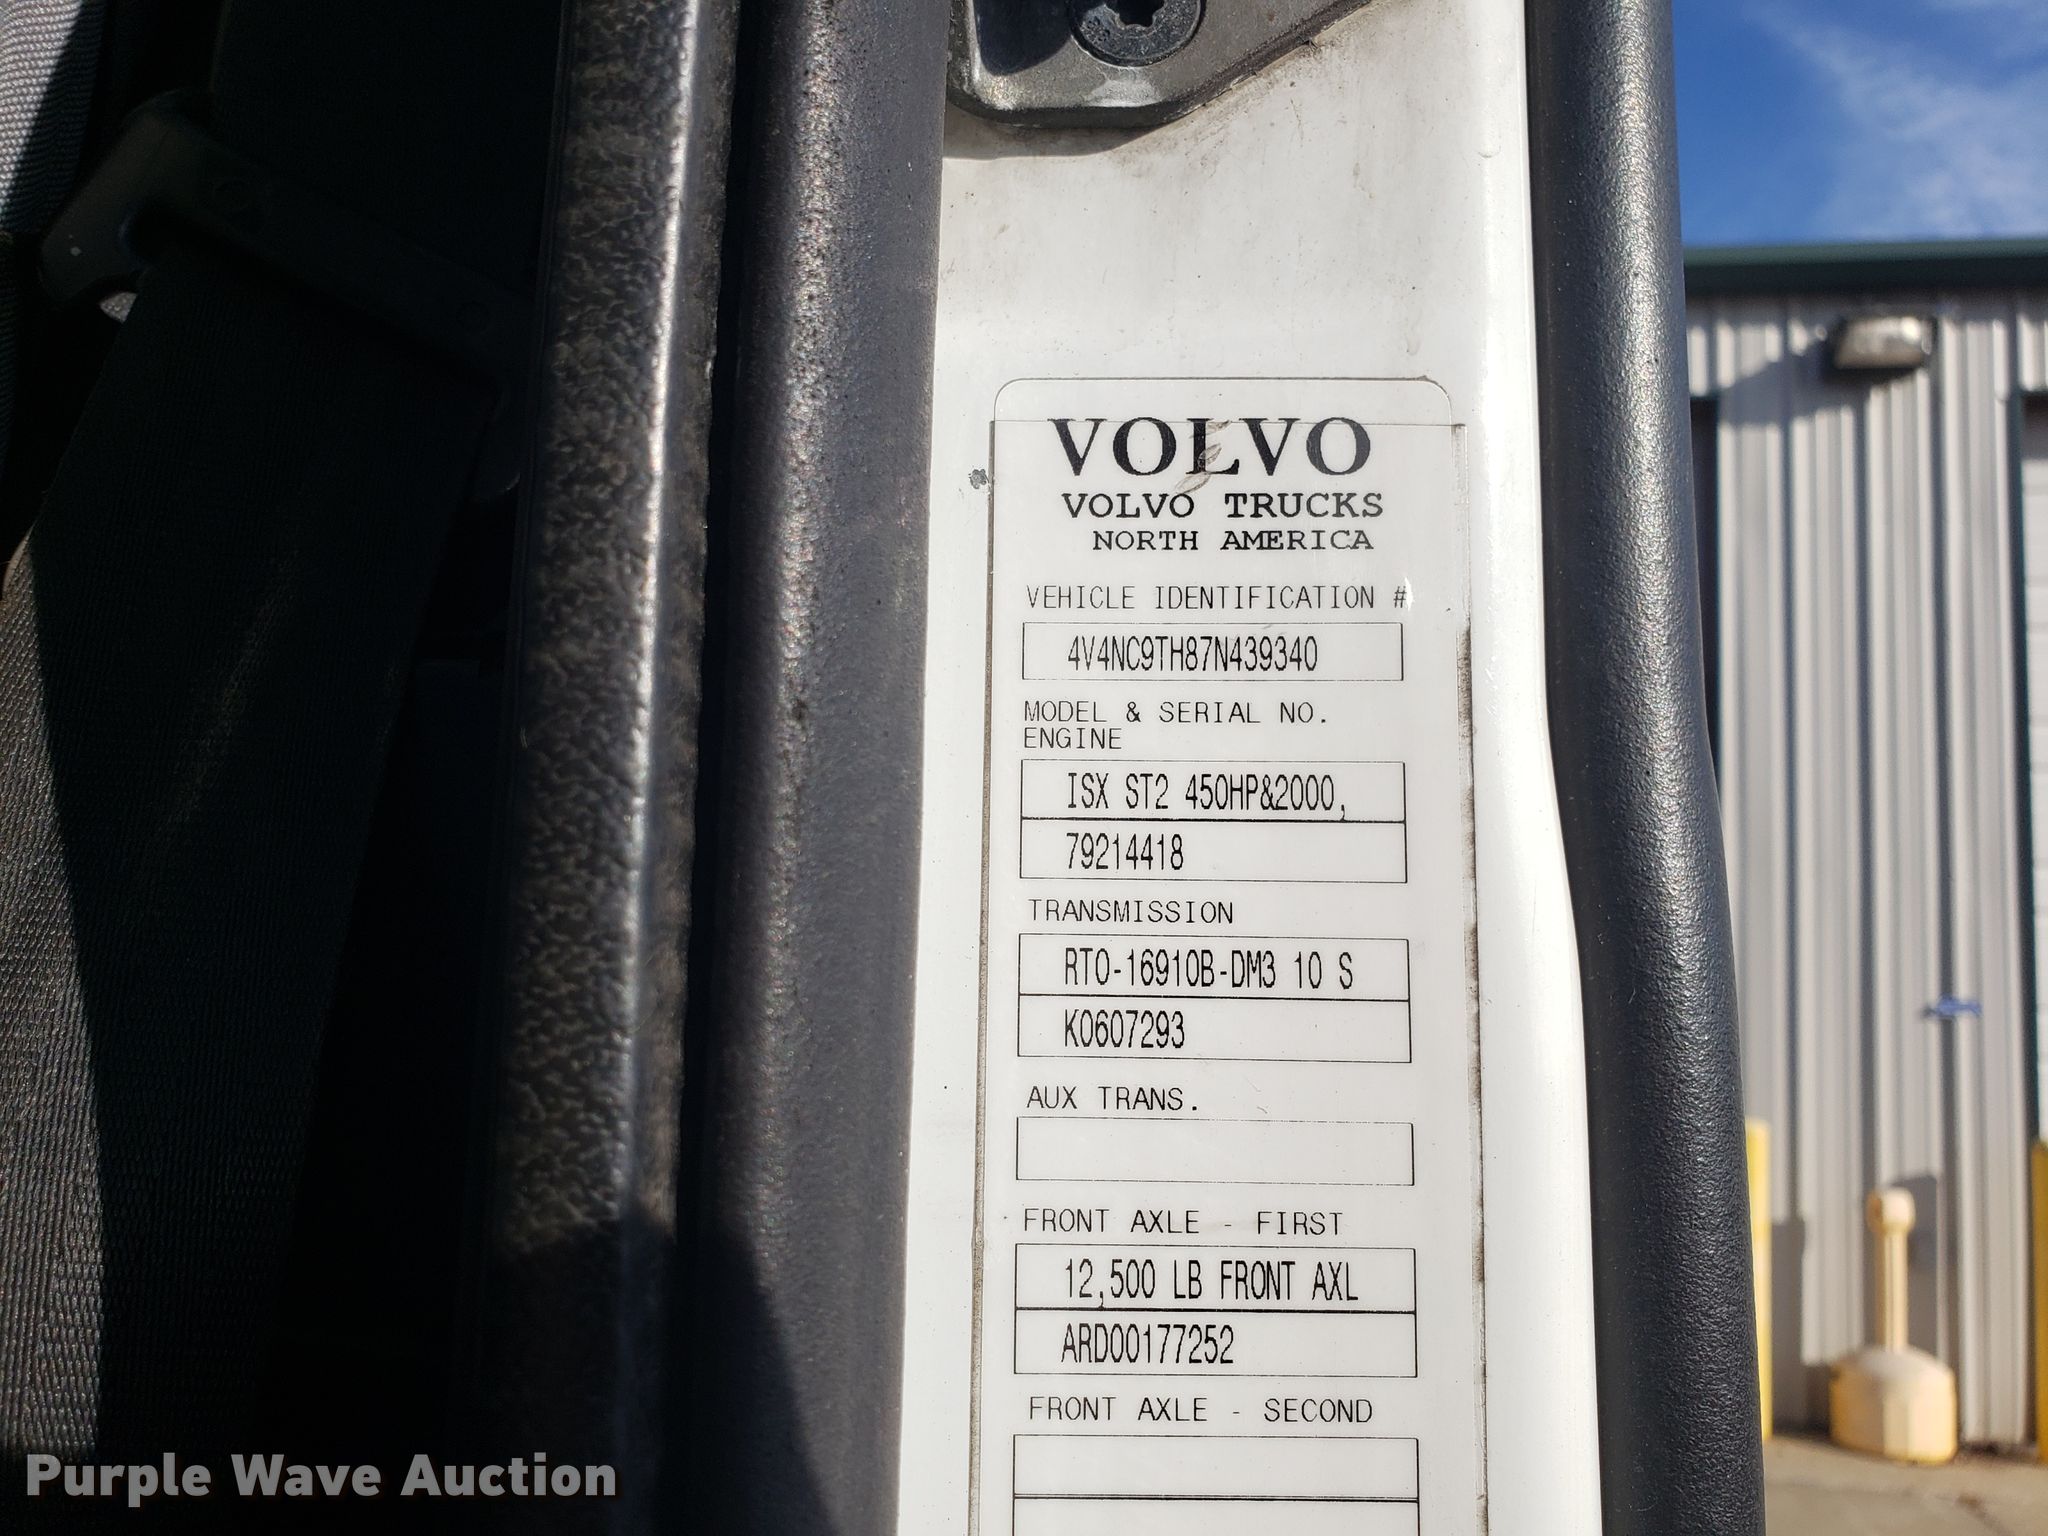 VOLVO
VOLVO TRUCKS
NORTH AMERICA
VEHICLE IDENTIFICATION #
4V4NC9TH87N439340
MODEL & SERIAL NO.
ENGINE
ISX ST2 450HP&2000,
79214418
TRANSMISSION
RTO-16910B-DM3 10 S
K0607293
AUX TRANS.
FRONT AXLE - FIRST
12,500 LB FRONT AXL
ARD00177252
FRONT AXLE - SECOND
Purple Wave Auction